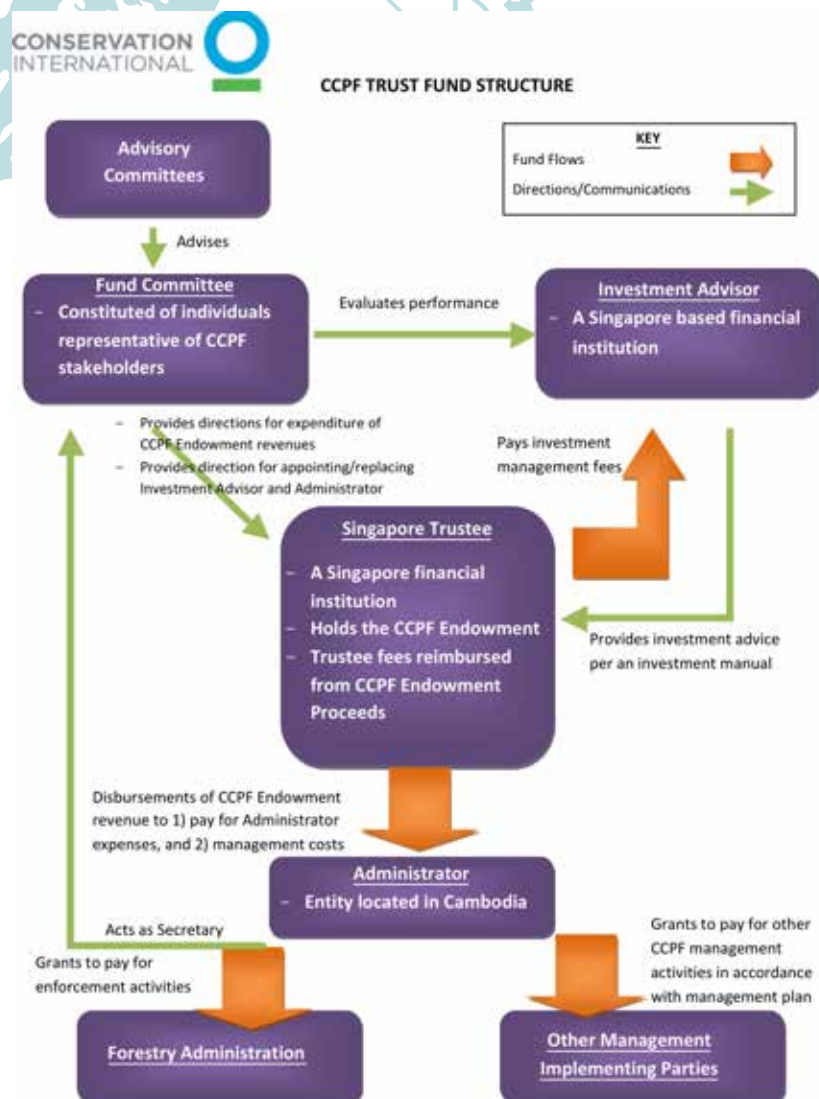 CONSERVATION
INTERNATIONAL
CCPF TRUST FUND STRUCTURE
KEY
Fund Flows
Directions/Communications
Advisory
Committees
Advises
Fund Committee
– Constituted of individuals
representative of CCPF
stakeholders
Evaluates performance
Investment Advisor
– A Singapore based financial
institution
– Provides directions for expenditure of
CCPF Endowment revenues
– Provides direction for appointing/replacing
Investment Advisor and Administrator
Pays investment
management fees
Singapore Trustee
– A Singapore financial
institution
– Holds the CCPF Endowment
– Trustee fees reimbursed
from CCPF Endowment
Proceeds
Provides investment advice
per an investment manual
Disbursements of CCPF Endowment
revenue to 1) pay for Administrator
expenses, and 2) management costs
Administrator
– Entity located in Cambodia
Acts as Secretary
Grants to pay for
enforcement activities
Grants to pay for other
CCPF management
activities in accordance
with management plan
Forestry Administration
Other Management
Implementing Parties